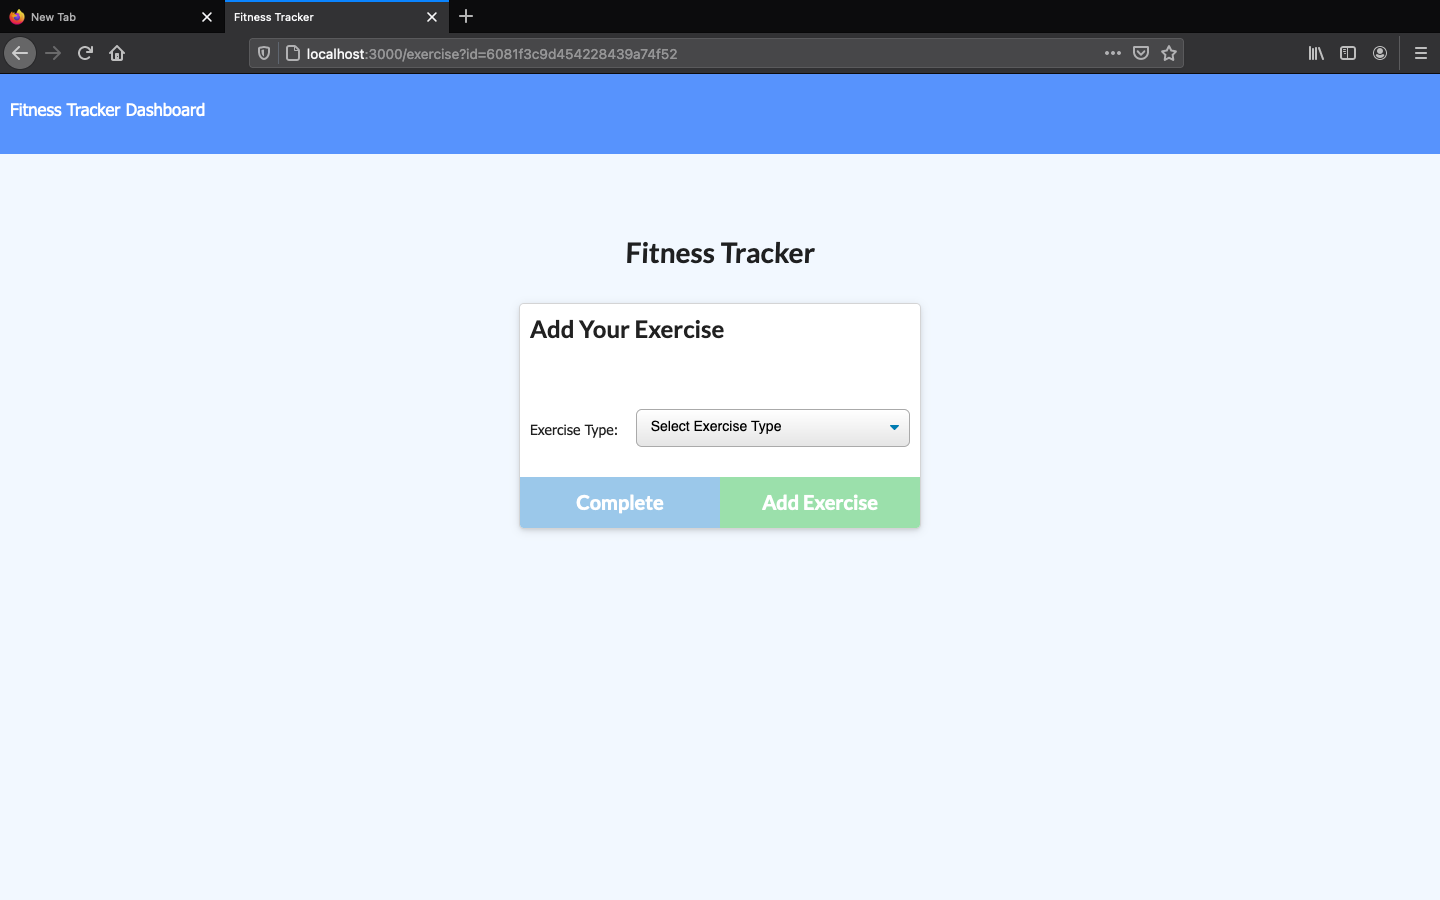 New Tab
Fitness Tracker
localhost:3000/exercise?id=6081f3c9d454228439a74f52
Fitness Tracker Dashboard
Fitness Tracker
Add Your Exercise
Exercise Type:
Select Exercise Type
Complete
Add Exercise